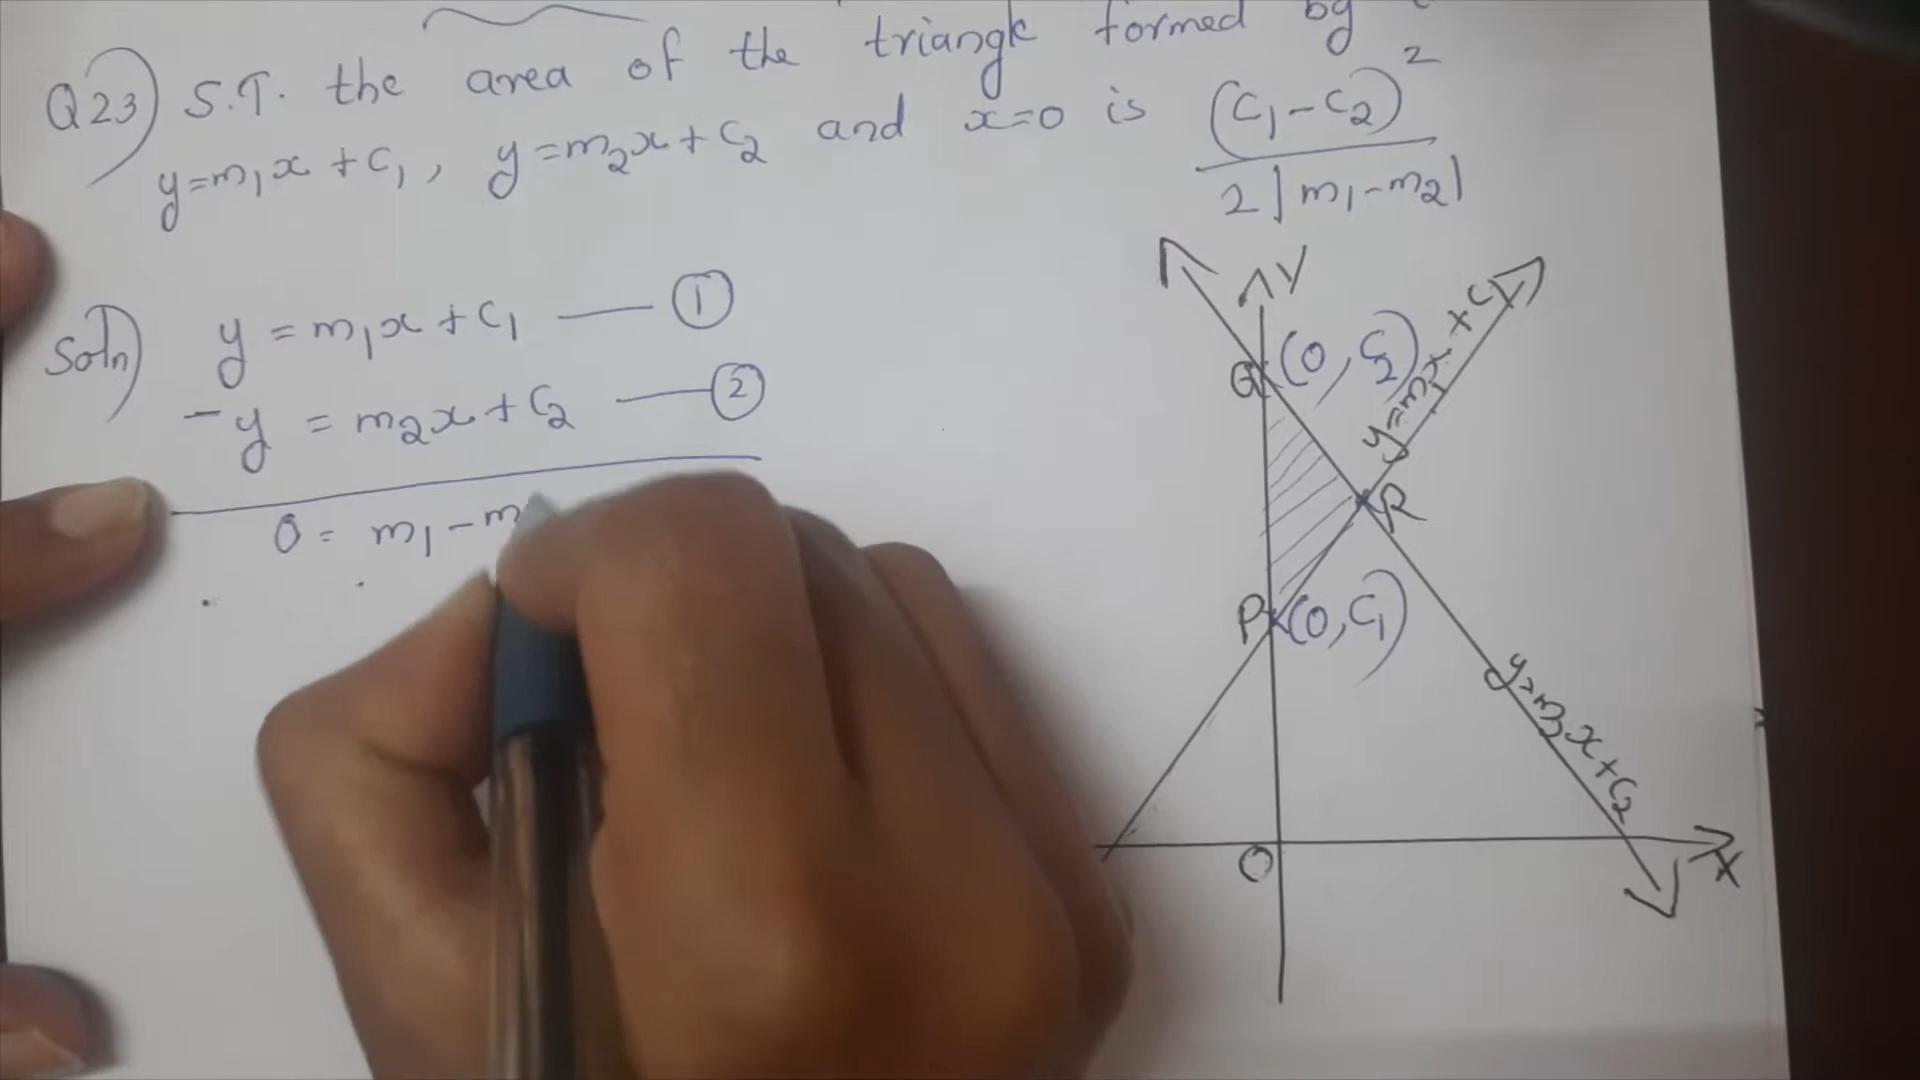 Q23) S.T. the area of the triangle formed by
y=m₁x + c₁, y=m₂x + c₂ and x=0 is (c₁-c₂)² / 2|m₁-m₂|
Soln) y = m₁x + c₁ — ①
- y = m₂x + c₂ — ②
0 = m₁ - m
Y
Q (0, c₂)
y=m₁x + c₁
R
P (0, c₁)
y=m₂x + c₂
O
X